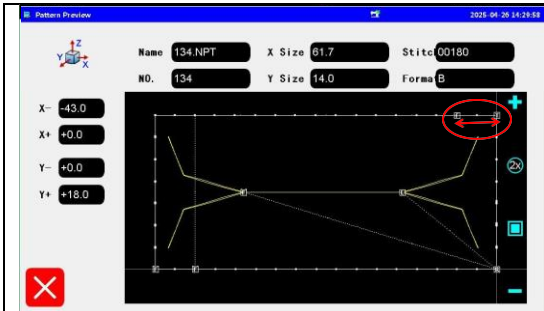 Pattern Preview 2025-04-26 14:29:58
Z
Y
X
Name 134.NPT X Size 61.7 Stitc 00180
NO. 134 Y Size 14.0 Forma B
X- -43.0
X+ +0.0
Y- +0.0
Y+ +18.0
2X